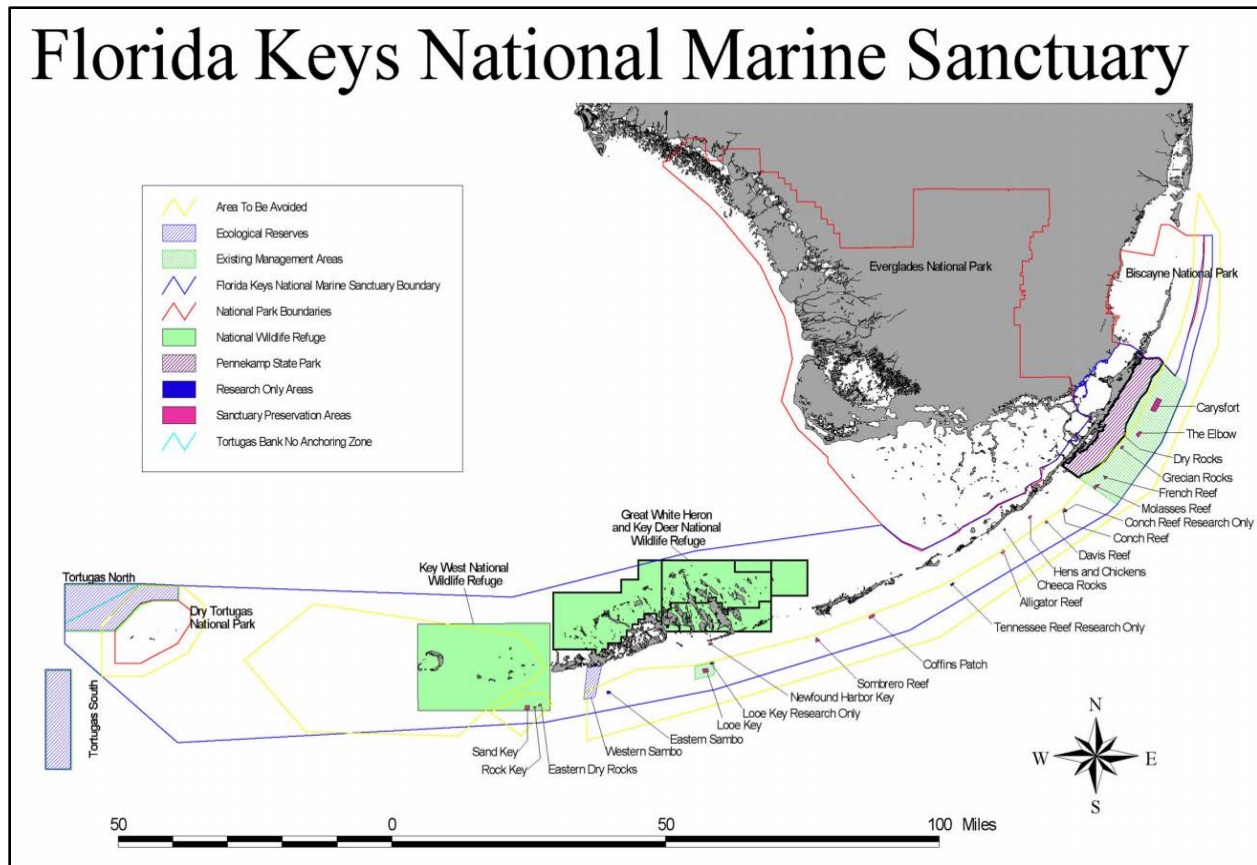 Florida Keys National Marine Sanctuary
Area To Be Avoided
Ecological Reserves
Existing Management Areas
Florida Keys National Marine Sanctuary Boundary
National Park Boundaries
National Wildlife Refuge
Pennekamp State Park
Research Only Areas
Sanctuary Preservation Areas
Tortugas Bank No Anchoring Zone
Everglades National Park
Biscayne National Park
Carysfort
The Elbow
Dry Rocks
Grecian Rocks
French Reef
Molasses Reef
Conch Reef Research Only
Conch Reef
Davis Reef
Hens and Chickens
Cheeca Rocks
Alligator Reef
Tennessee Reef Research Only
Coffins Patch
Sombrero Reef
Newfound Harbor Key
Looe Key Research Only
Looe Key
Eastern Sambo
Western Sambo
Eastern Dry Rocks
Rock Key
Sand Key
Great White Heron
and Key Deer National
Wildlife Refuge
Key West National
Wildlife Refuge
Tortugas North
Dry Tortugas
National Park
Tortugas South
N
W E
S
50 0 50 100 Miles